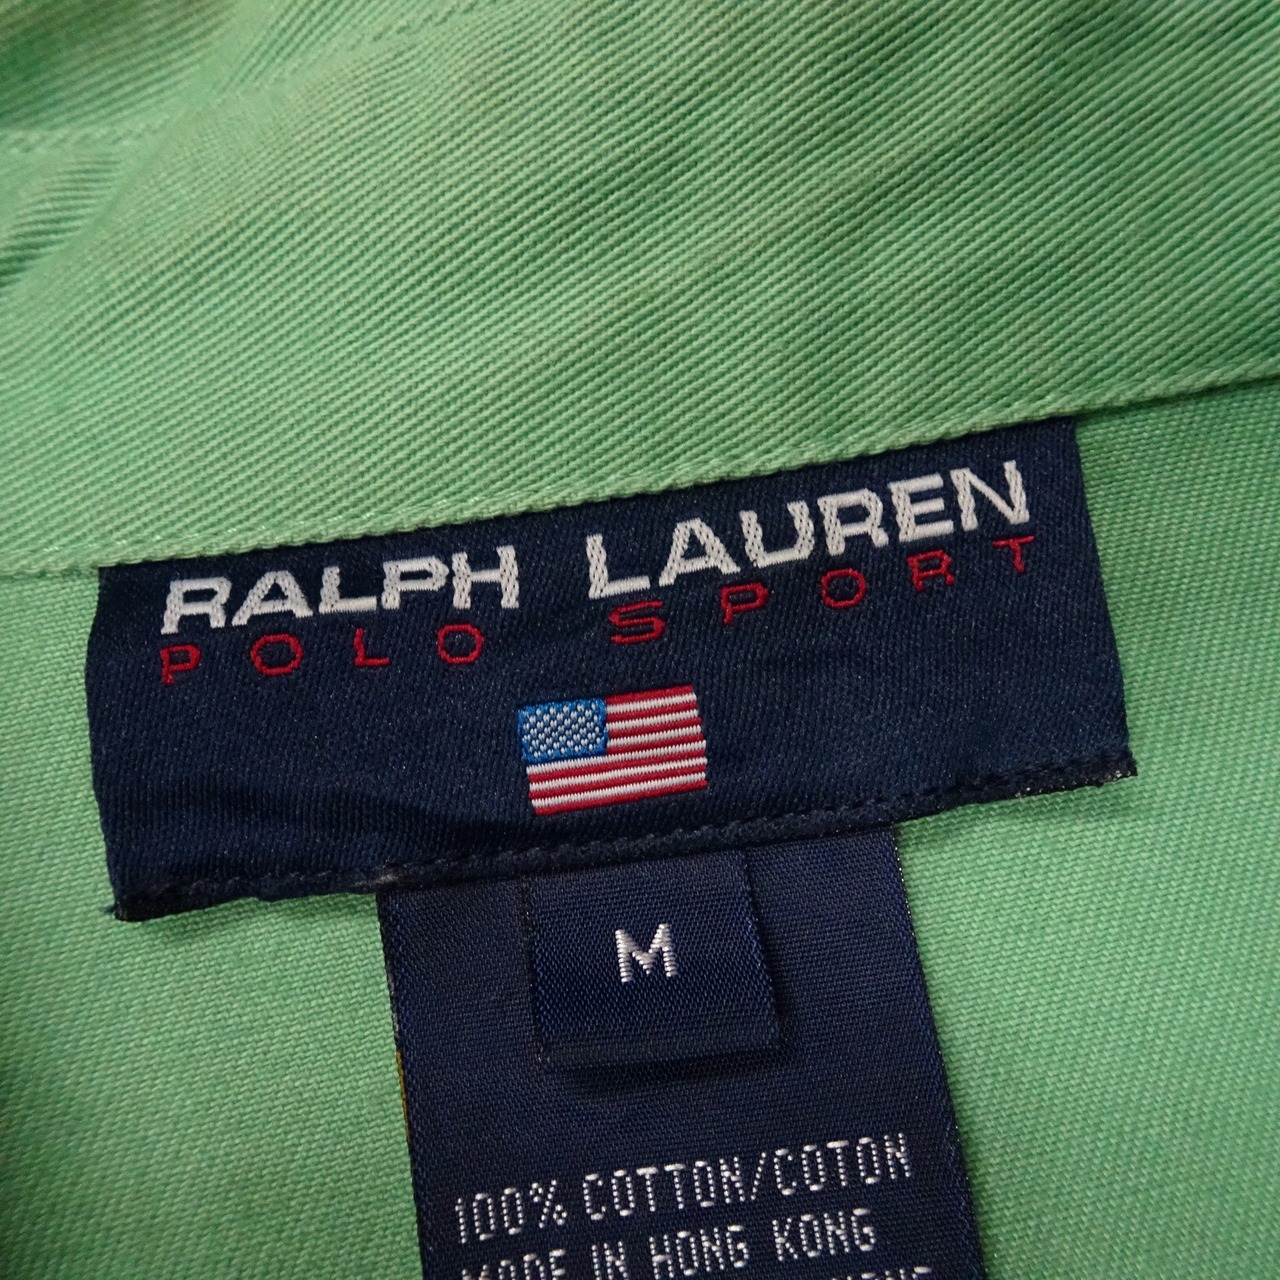 RALPH LAUREN
POLO SPORT
M
100% COTTON/COTON
MADE IN HONG KONG